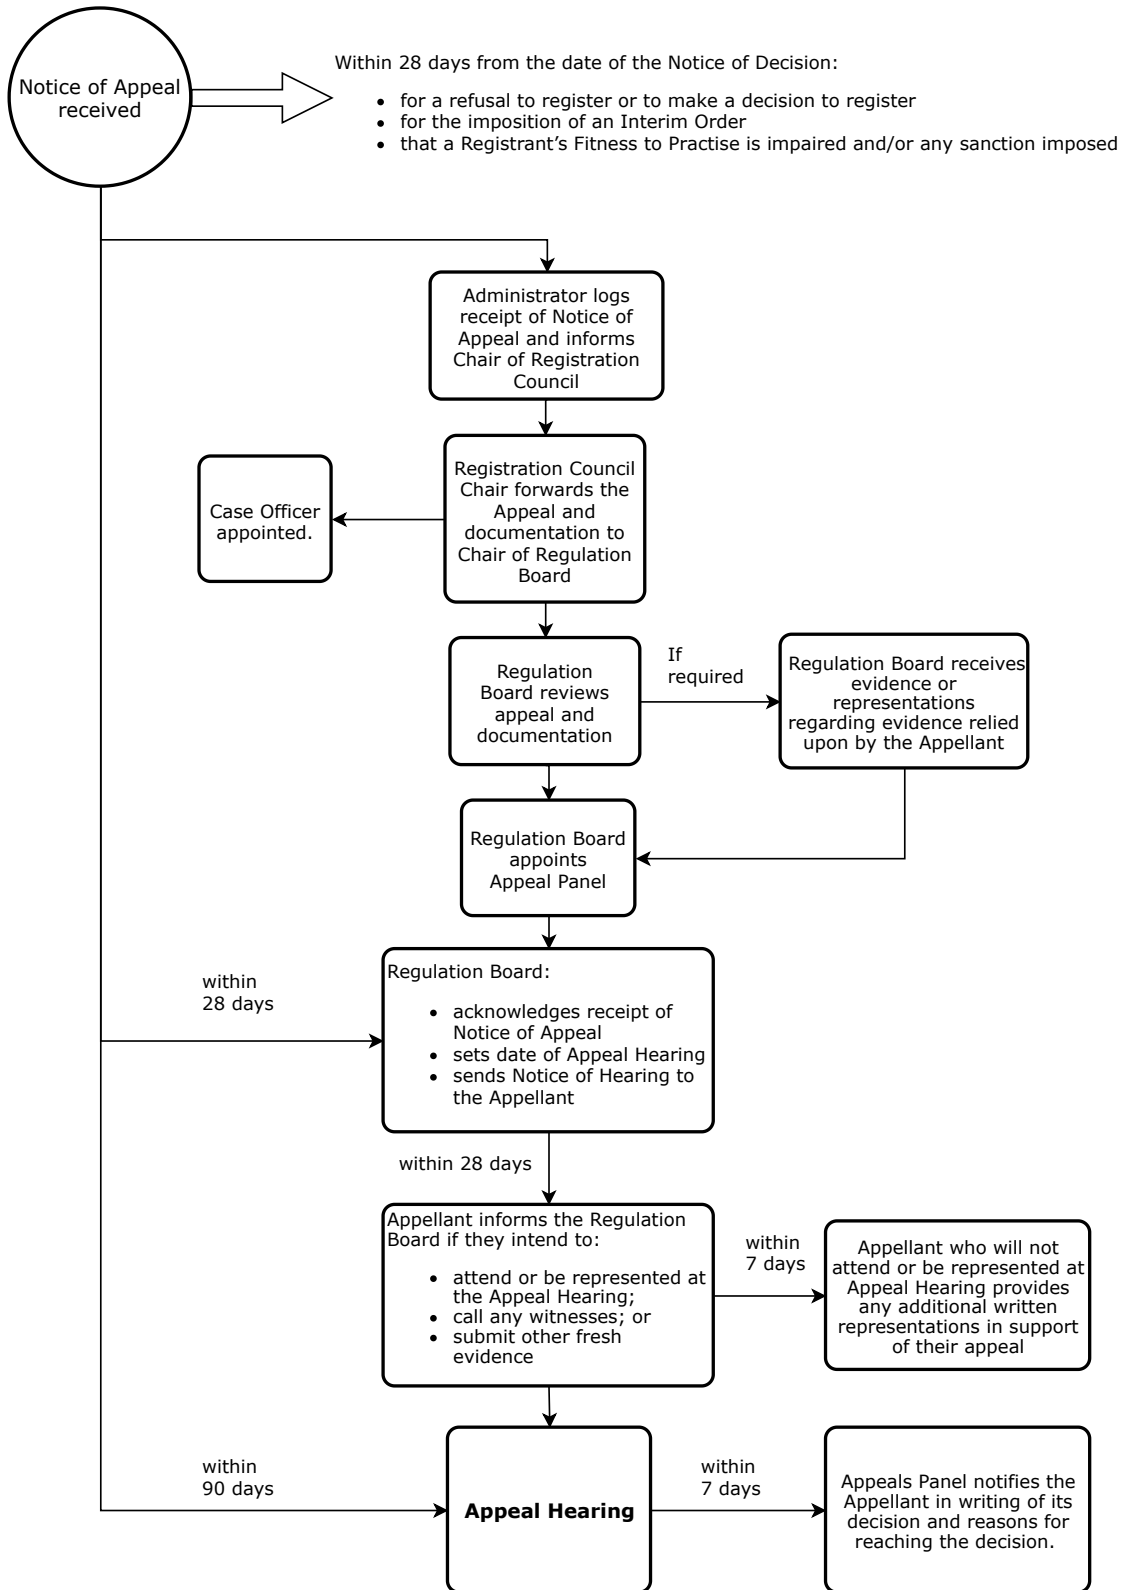 Notice of Appeal
received
Within 28 days from the date of the Notice of Decision:
• for a refusal to register or to make a decision to register
• for the imposition of an Interim Order
• that a Registrant’s Fitness to Practise is impaired and/or any sanction imposed
Administrator logs
receipt of Notice of
Appeal and informs
Chair of Registration
Council
Registration Council
Chair forwards the
Appeal and
documentation to
Chair of Regulation
Board
Case Officer
appointed.
Regulation
Board reviews
appeal and
documentation
If
required
Regulation Board receives
evidence or
representations
regarding evidence relied
upon by the Appellant
Regulation Board
appoints
Appeal Panel
within
28 days
Regulation Board:
• acknowledges receipt of
Notice of Appeal
• sets date of Appeal Hearing
• sends Notice of Hearing to
the Appellant
within 28 days
Appellant informs the Regulation
Board if they intend to:
• attend or be represented at
the Appeal Hearing;
• call any witnesses; or
• submit other fresh
evidence
within
7 days
Appellant who will not
attend or be represented at
Appeal Hearing provides
any additional written
representations in support
of their appeal
within
90 days
Appeal Hearing
within
7 days
Appeals Panel notifies the
Appellant in writing of its
decision and reasons for
reaching the decision.